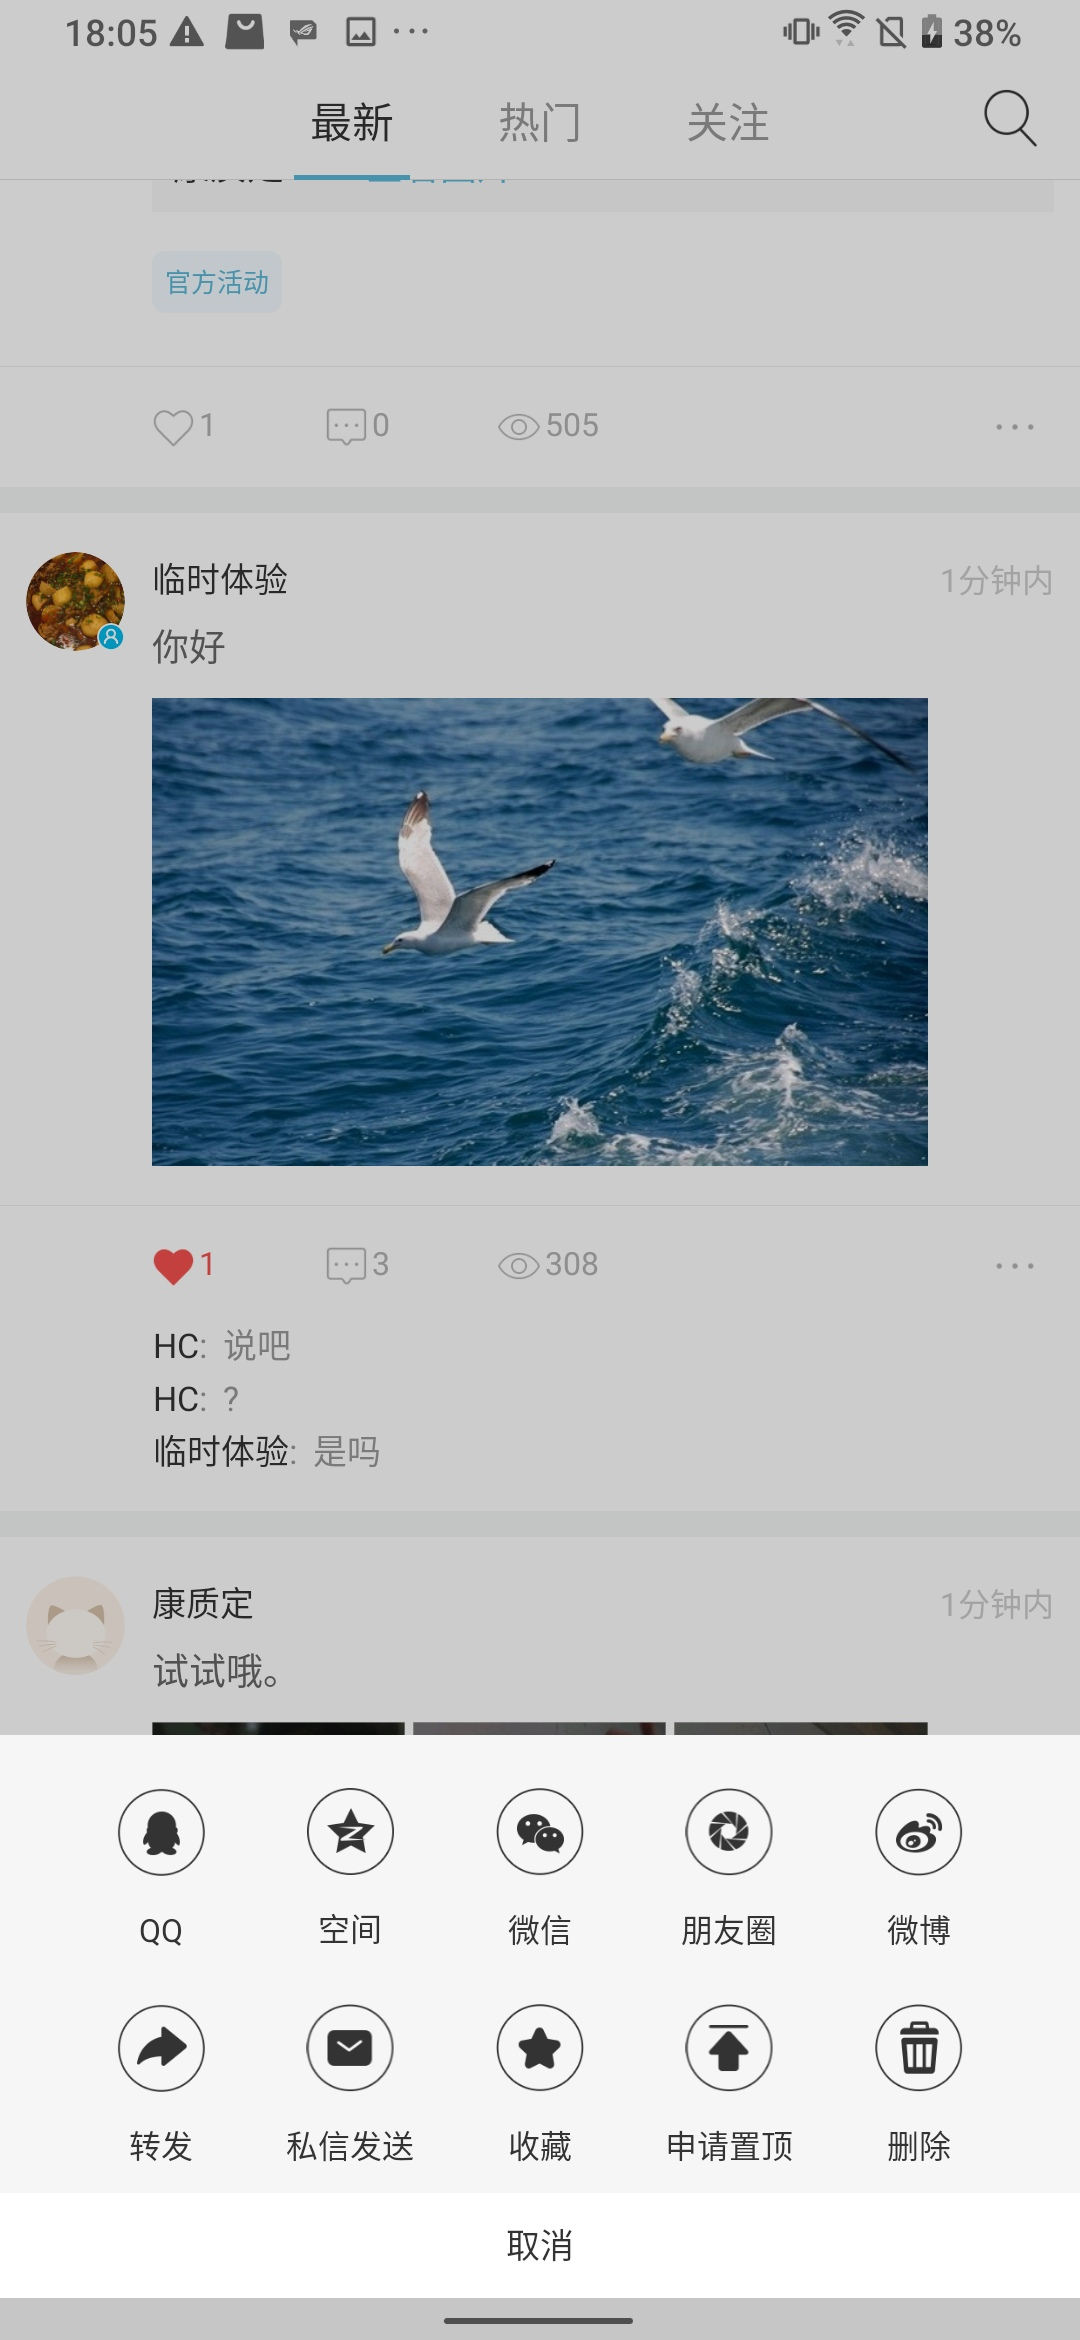 18:05
38%
最新 热门 关注
官方活动
1 0 505
临时体验 1分钟内
你好
1 3 308
HC: 说吧
HC: ?
临时体验: 是吗
康质定 1分钟内
试试哦。
QQ 空间 微信 朋友圈 微博
转发 私信发送 收藏 申请置顶 删除
取消